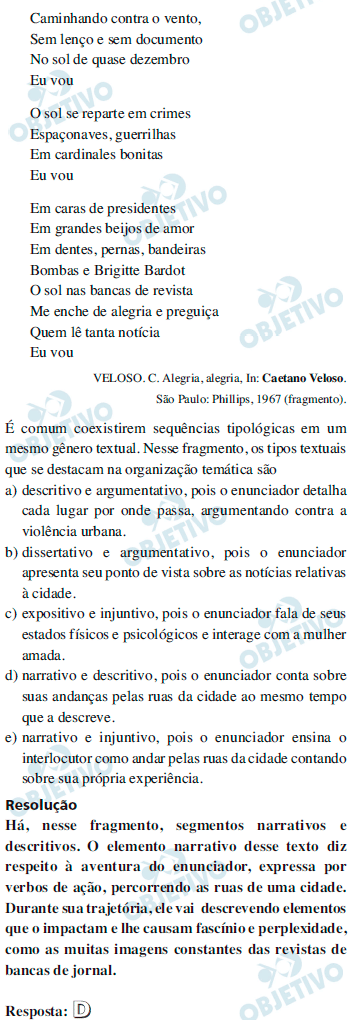 Caminhando contra o vento,
Sem lenço e sem documento
No sol de quase dezembro
Eu vou
O sol se reparte em crimes
Espaçonaves, guerrilhas
Em cardinales bonitas
Eu vou
Em caras de presidentes
Em grandes beijos de amor
Em dentes, pernas, bandeiras
Bombas e Brigitte Bardot
O sol nas bancas de revista
Me enche de alegria e preguiça
Quem lê tanta notícia
Eu vou
VELOSO. C. Alegria, alegria, In: Caetano Veloso.
São Paulo: Phillips, 1967 (fragmento).
É comum coexistirem sequências tipológicas em um
mesmo gênero textual. Nesse fragmento, os tipos textuais
que se destacam na organização temática são
a) descritivo e argumentativo, pois o enunciador detalha
cada lugar por onde passa, argumentando contra a
violência urbana.
b) dissertativo e argumentativo, pois o enunciador
apresenta seu ponto de vista sobre as notícias relativas
à cidade.
c) expositivo e injuntivo, pois o enunciador fala de seus
estados físicos e psicológicos e interage com a mulher
amada.
d) narrativo e descritivo, pois o enunciador conta sobre
suas andanças pelas ruas da cidade ao mesmo tempo
que a descreve.
e) narrativo e injuntivo, pois o enunciador ensina o
interlocutor como andar pelas ruas da cidade contando
sobre sua própria experiência.
Resolução
Há, nesse fragmento, segmentos narrativos e
descritivos. O elemento narrativo desse texto diz
respeito à aventura do enunciador, expressa por
verbos de ação, percorrendo as ruas de uma cidade.
Durante sua trajetória, ele vai descrevendo elementos
que o impactam e lhe causam fascínio e perplexidade,
como as muitas imagens constantes das revistas de
bancas de jornal.
Resposta: D
OBJETIVO
OBJETIVO
OBJETIVO
OBJETIVO
OBJETIVO
OBJETIVO
OBJETIVO
OBJETIVO
OBJETIVO
OBJETIVO